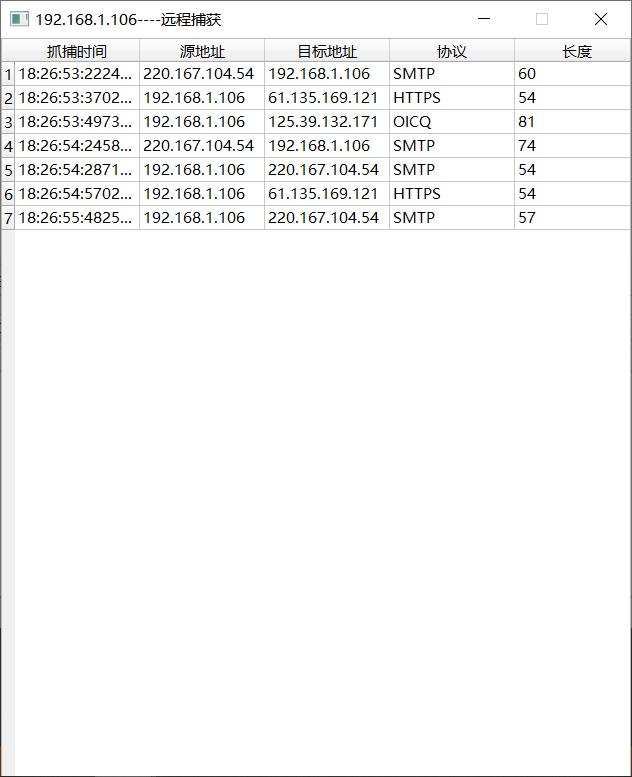 192.168.1.106----远程捕获
抓捕时间 源地址 目标地址 协议 长度
1 18:26:53:2224... 220.167.104.54 192.168.1.106 SMTP 60
2 18:26:53:3702... 192.168.1.106 61.135.169.121 HTTPS 54
3 18:26:53:4973... 192.168.1.106 125.39.132.171 OICQ 81
4 18:26:54:2458... 220.167.104.54 192.168.1.106 SMTP 74
5 18:26:54:2871... 192.168.1.106 220.167.104.54 SMTP 54
6 18:26:54:5702... 192.168.1.106 61.135.169.121 HTTPS 54
7 18:26:55:4825... 192.168.1.106 220.167.104.54 SMTP 57